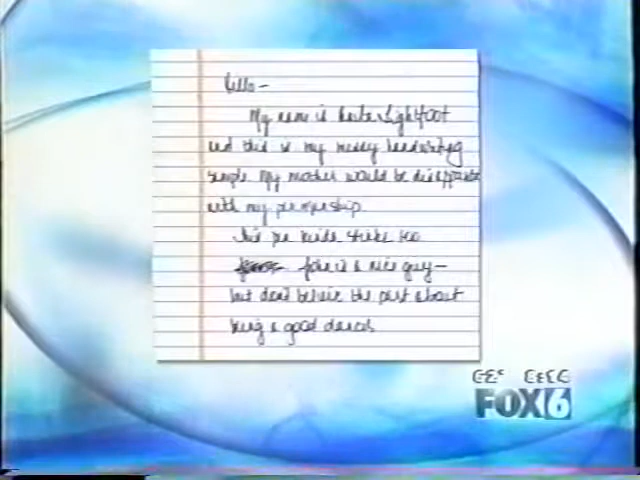 Hello-
My name is Lightfoot
and this is my messy handwriting
sample. My mother would be
with my penmanship.
This pen kinda stinks too
John is a nice guy-
but don't believe the part about
being a good dancer
FOX6